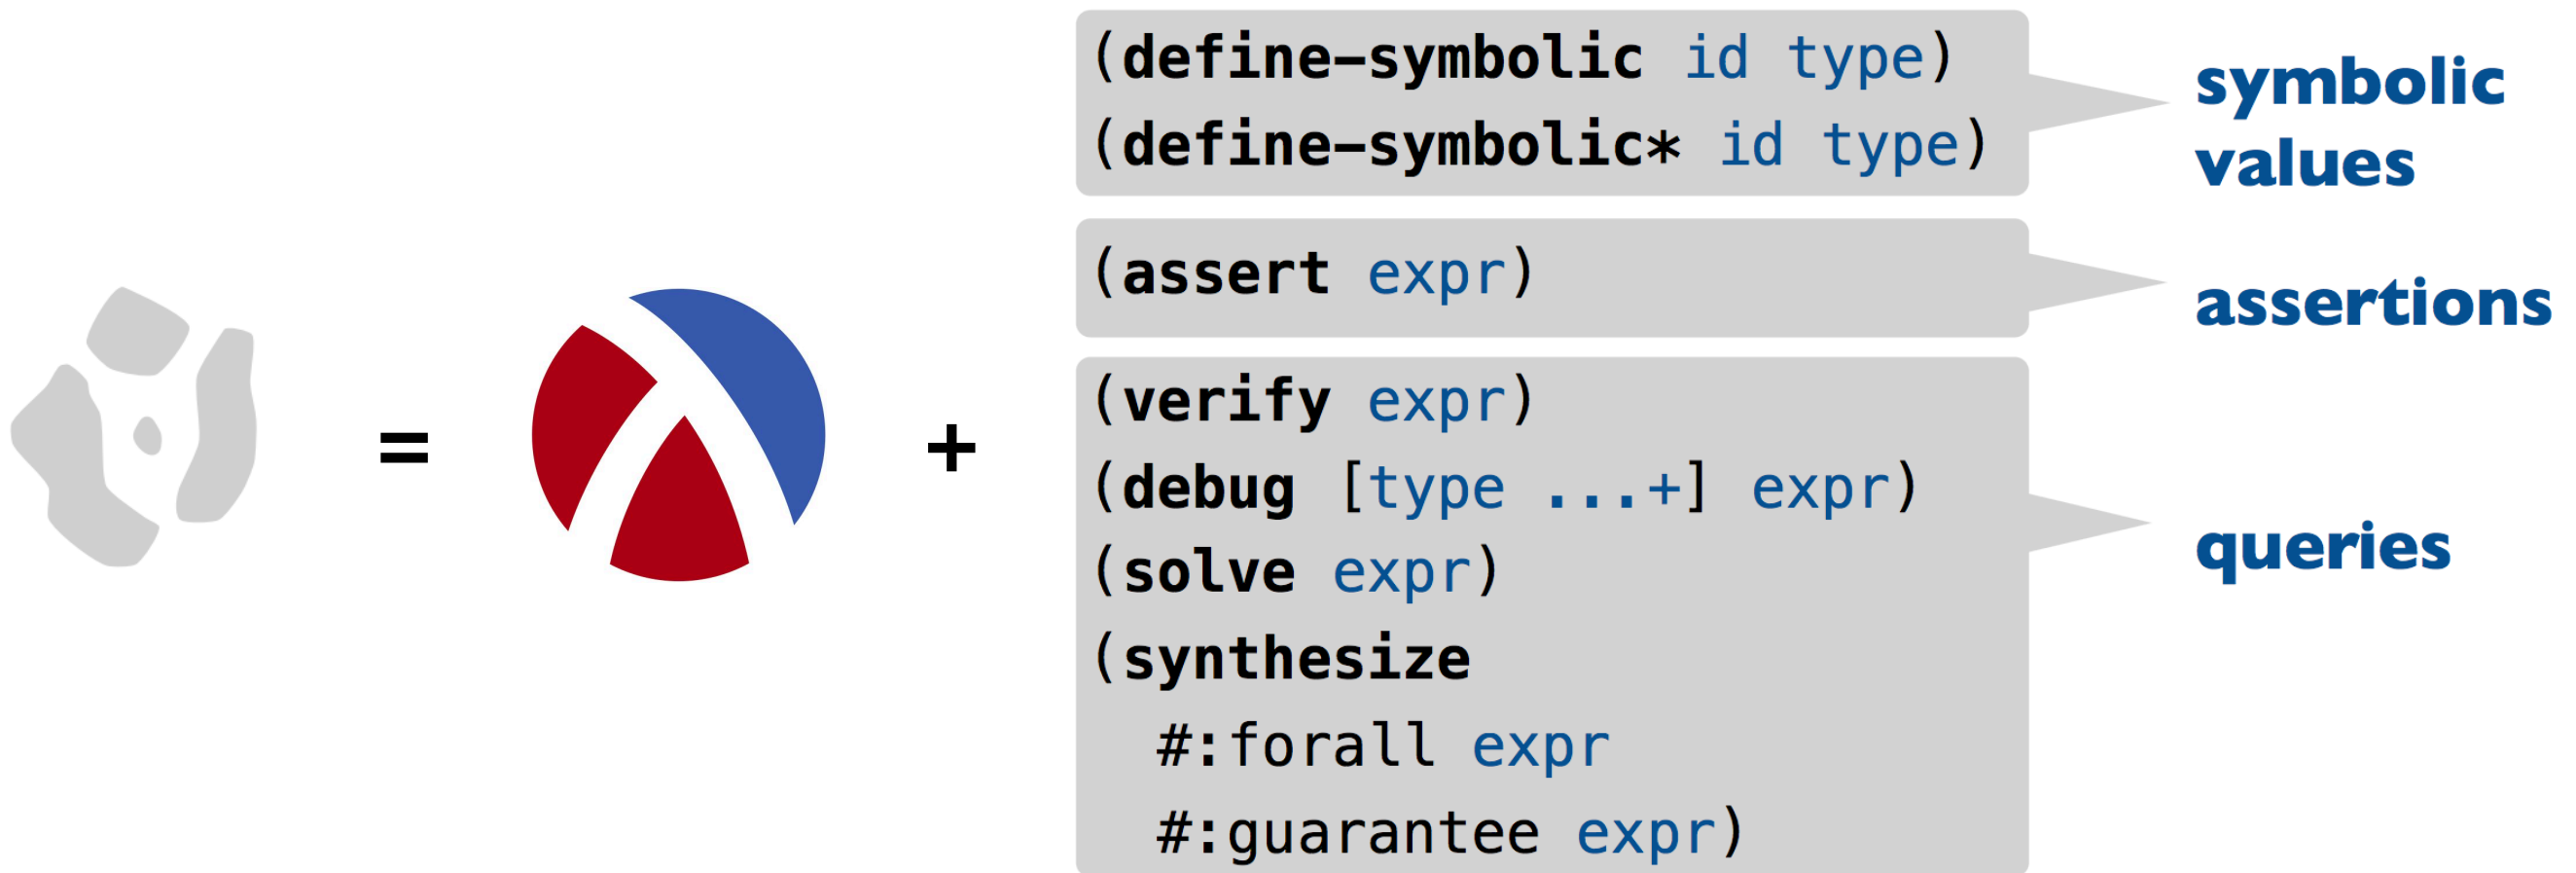 (define-symbolic id type)
(define-symbolic* id type)
symbolic
values
(assert expr)
assertions
=
+
(verify expr)
(debug [type ...+] expr)
(solve expr)
(synthesize
#:forall expr
#:guarantee expr)
queries